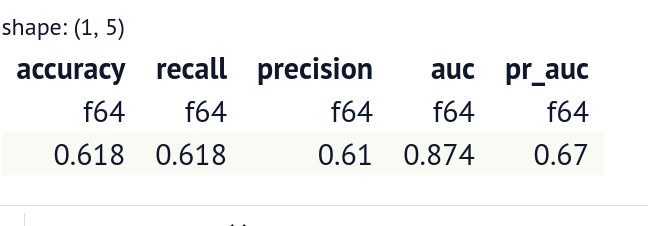 shape: (1, 5)
accuracy recall precision auc pr_auc
f64 f64 f64 f64 f64
0.618 0.618 0.61 0.874 0.67